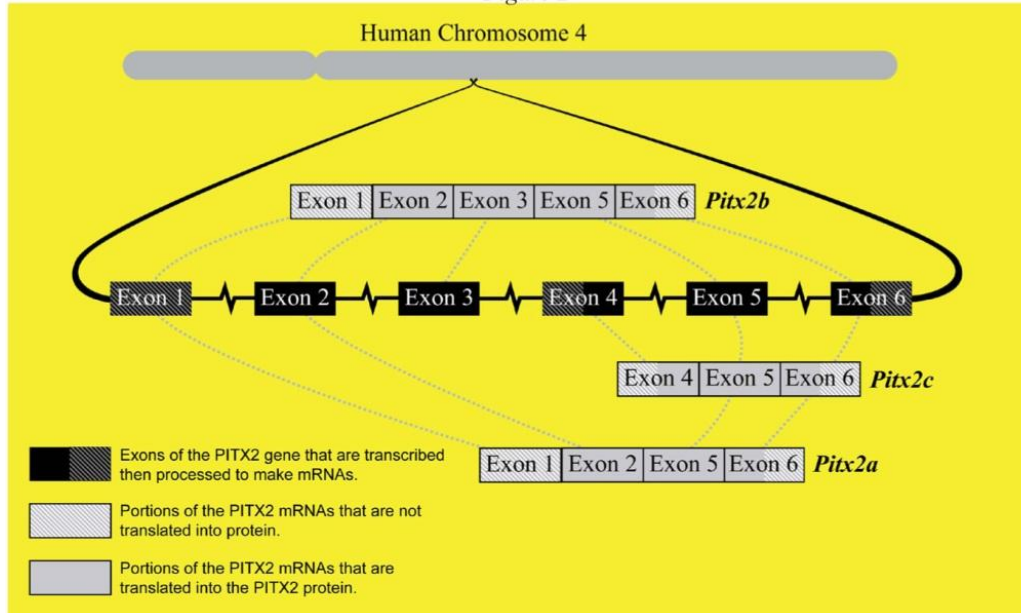 Human Chromosome 4
Exon 1 Exon 2 Exon 3 Exon 5 Exon 6 Pitx2b
Exon 1 Exon 2 Exon 3 Exon 4 Exon 5 Exon 6
Exon 4 Exon 5 Exon 6 Pitx2c
Exon 1 Exon 2 Exon 5 Exon 6 Pitx2a
Exons of the PITX2 gene that are transcribed
then processed to make mRNAs.
Portions of the PITX2 mRNAs that are not
translated into protein.
Portions of the PITX2 mRNAs that are
translated into the PITX2 protein.